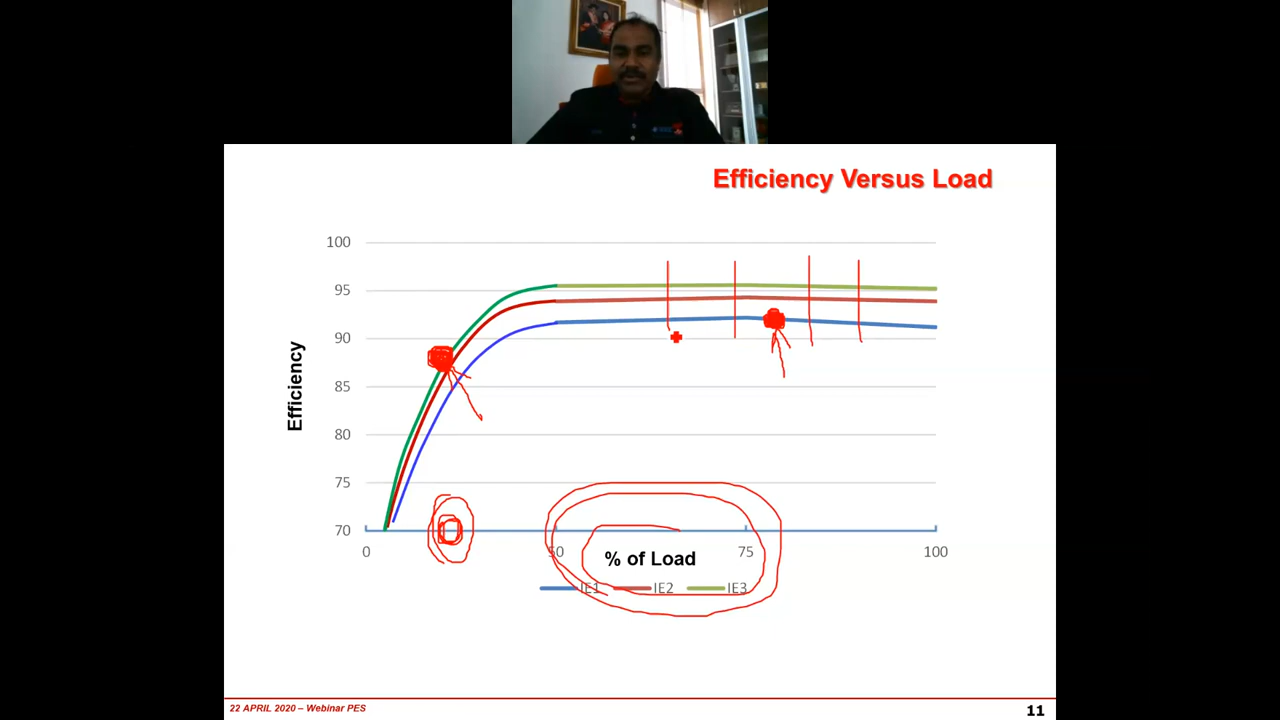 Efficiency Versus Load
100
95
90
85
80
75
70
Efficiency
0
50
75
100
% of Load
IE1 IE2 IE3
22 APRIL 2020 – Webinar PES
11